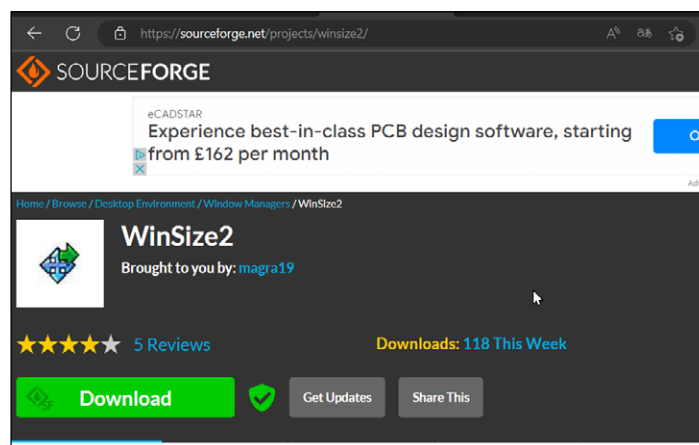 https://sourceforge.net/projects/winsize2/
SOURCEFORGE
eCADSTAR
Experience best-in-class PCB design software, starting
from £162 per month
Home / Browse / Desktop Environment / Window Managers / WinSize2
WinSize2
Brought to you by: magra19
5 Reviews
Downloads: 118 This Week
SF
Download
Get Updates
Share This